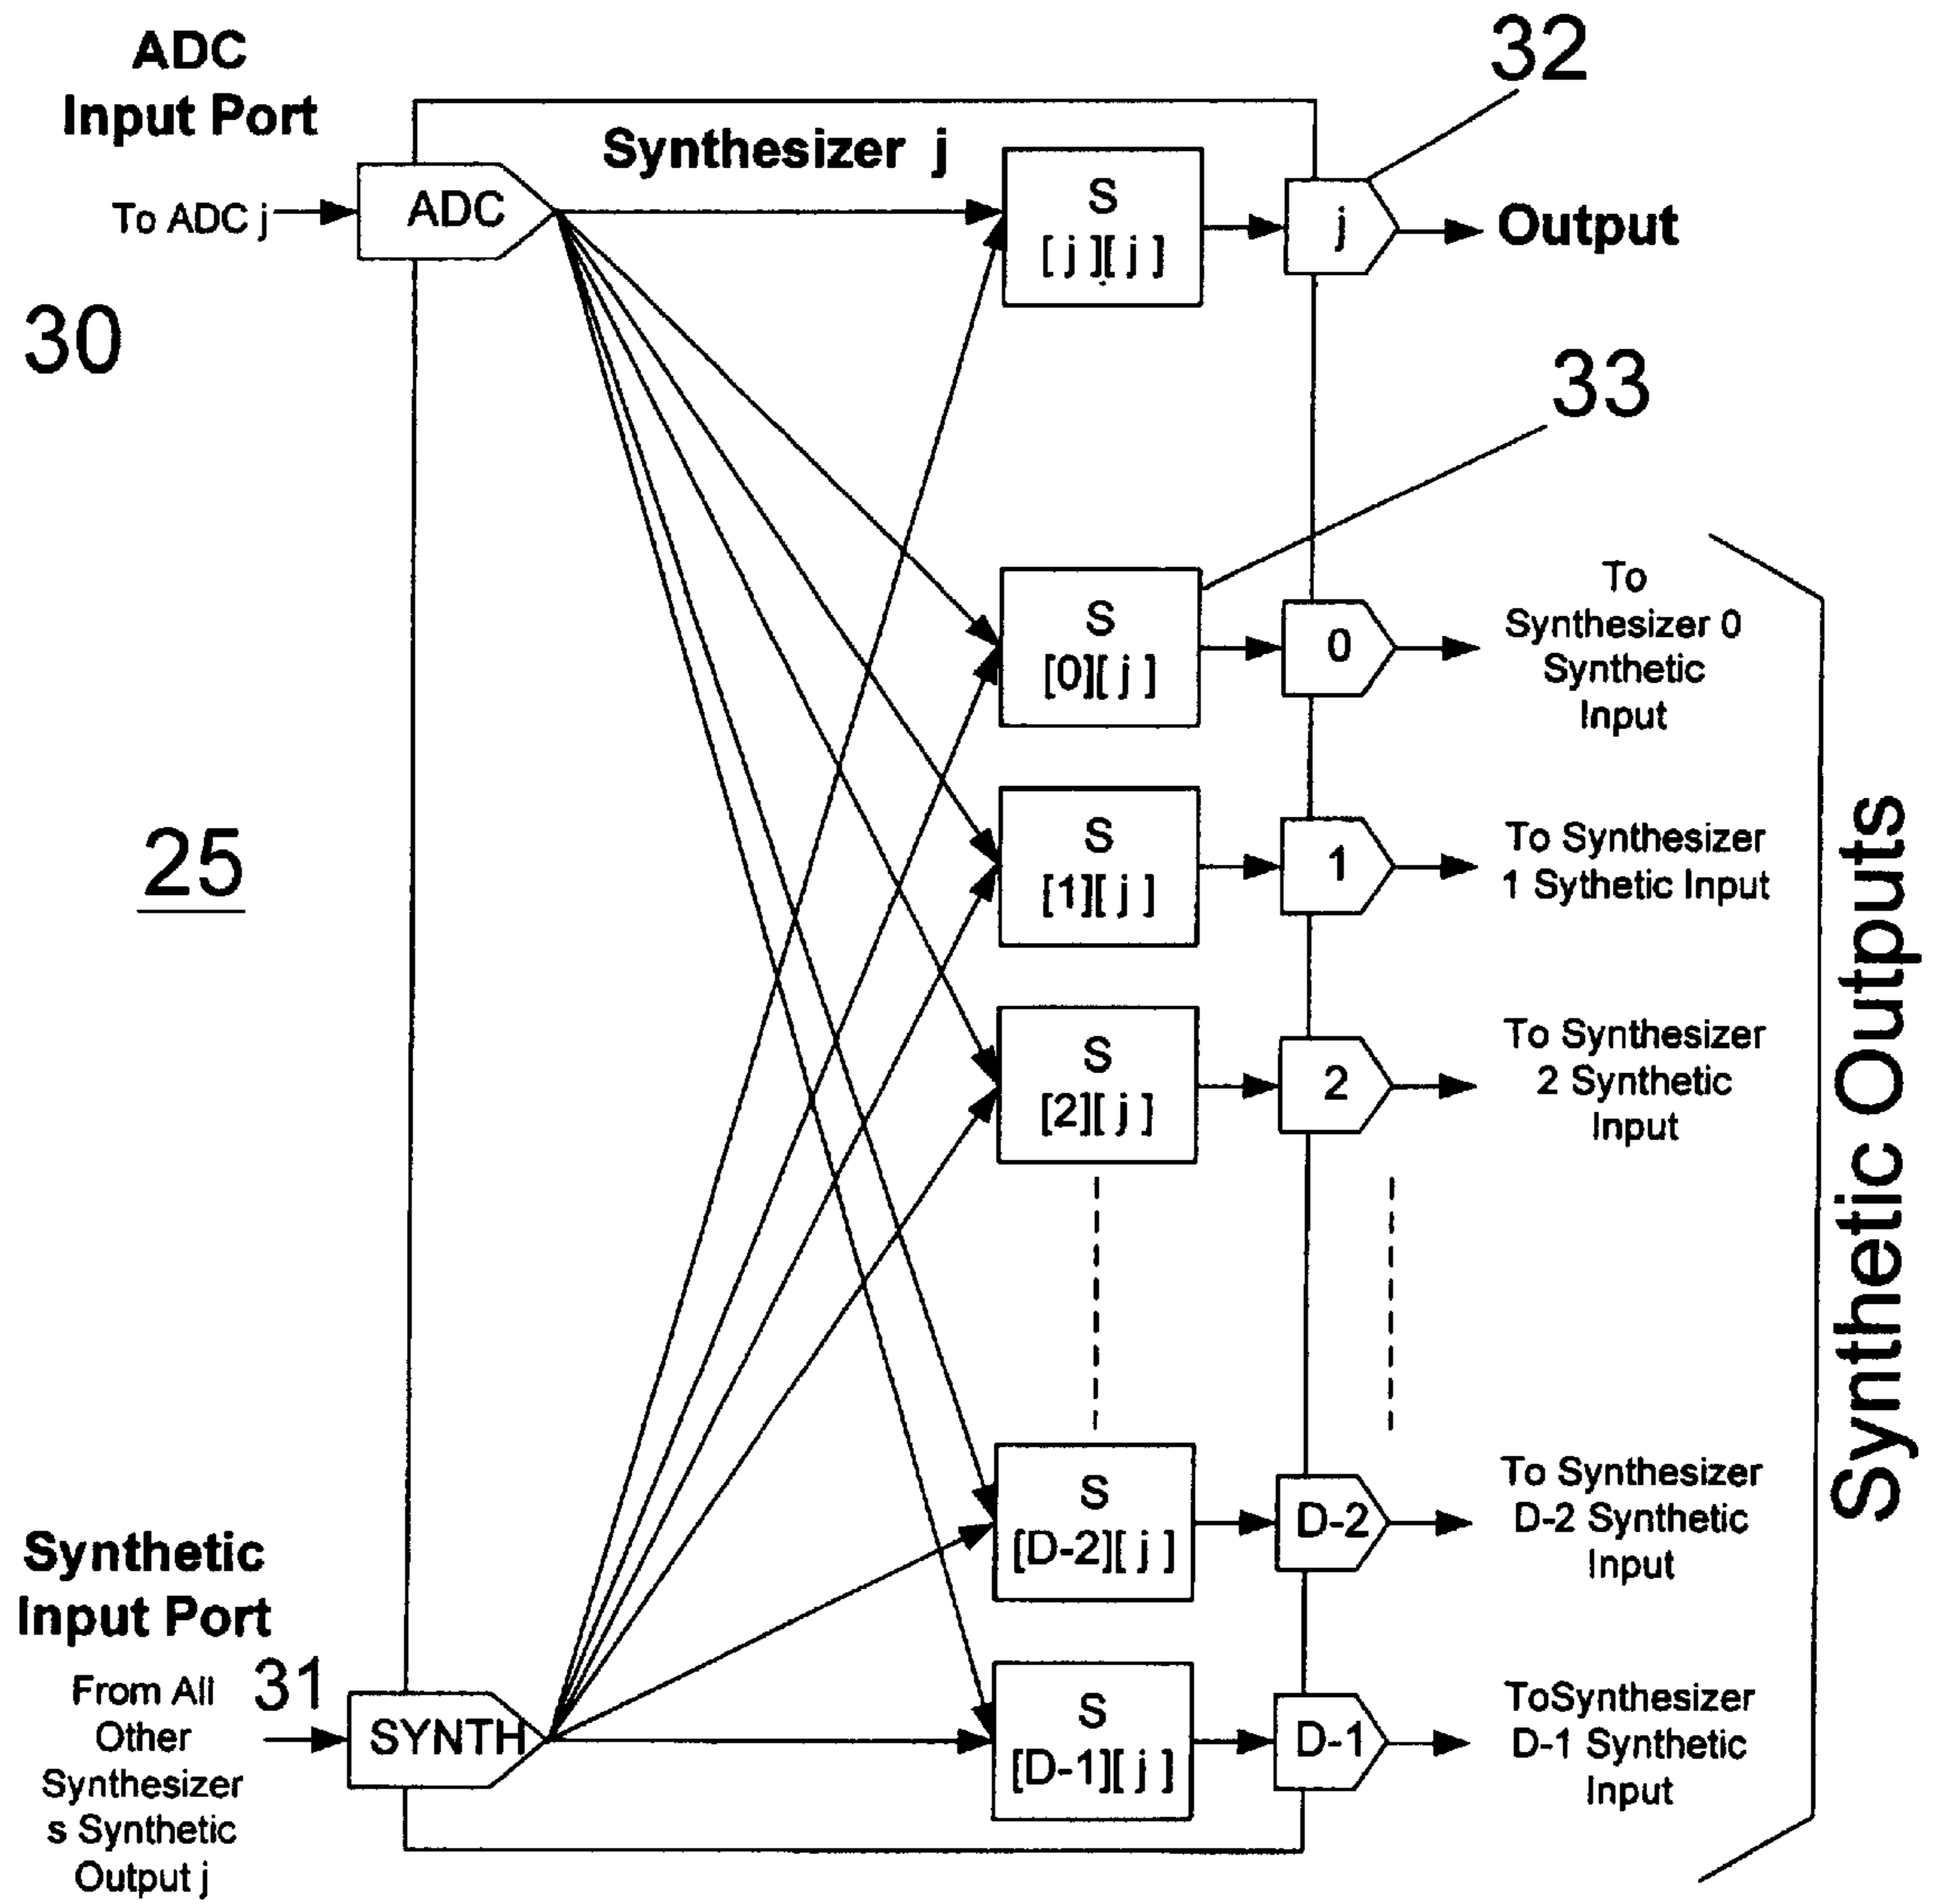 ADC
Input Port
To ADC j
30
25
Synthetic
Input Port
31
From All
Other
Synthesizer
s Synthetic
Output j
Synthesizer j
ADC
SYNTH
S
[ j ][ j ]
S
[0][ j ]
S
[1][ j ]
S
[2][ j ]
S
[D-2][ j ]
S
[D-1][ j ]
j
0
1
2
D-2
D-1
32
Output
33
To
Synthesizer 0
Synthetic
Input
To Synthesizer
1 Sythetic Input
To Synthesizer
2 Synthetic
Input
To Synthesizer
D-2 Synthetic
Input
ToSynthesizer
D-1 Synthetic
Input
Synthetic Outputs